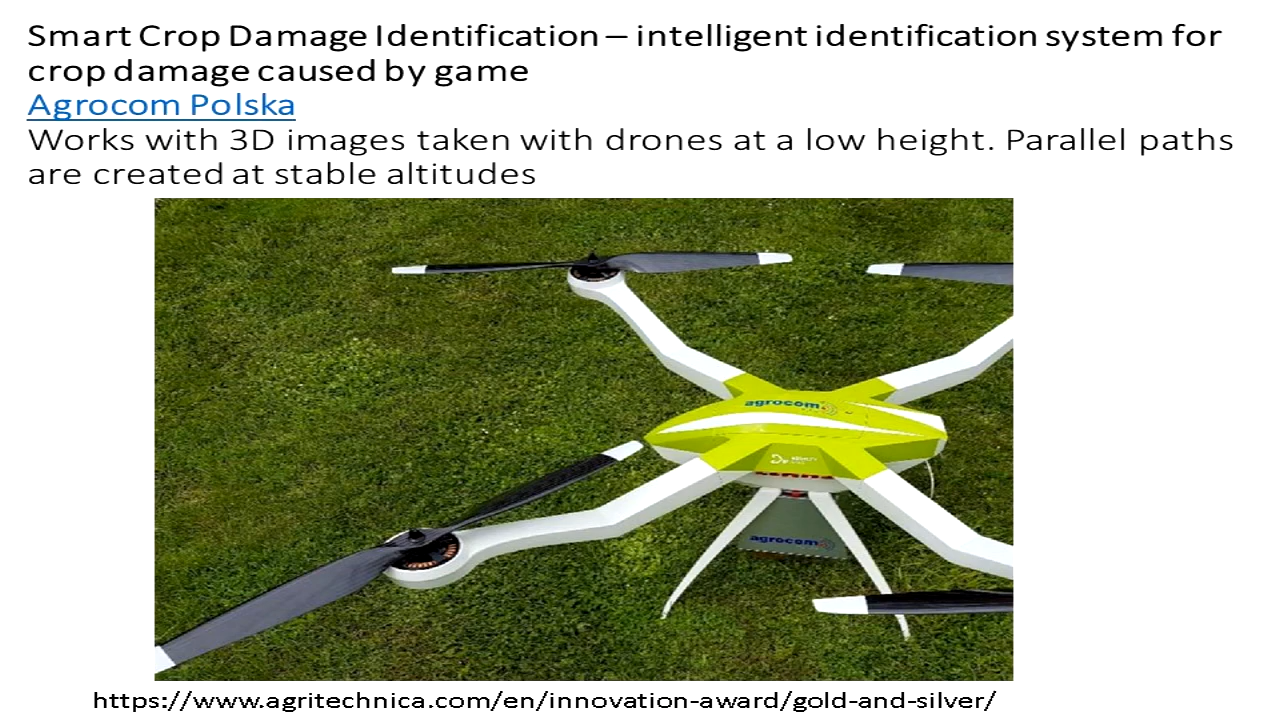 Smart Crop Damage Identification – intelligent identification system for
crop damage caused by game
Agrocom Polska
Works with 3D images taken with drones at a low height. Parallel paths
are created at stable altitudes
agrocom
agrocom
https://www.agritechnica.com/en/innovation-award/gold-and-silver/